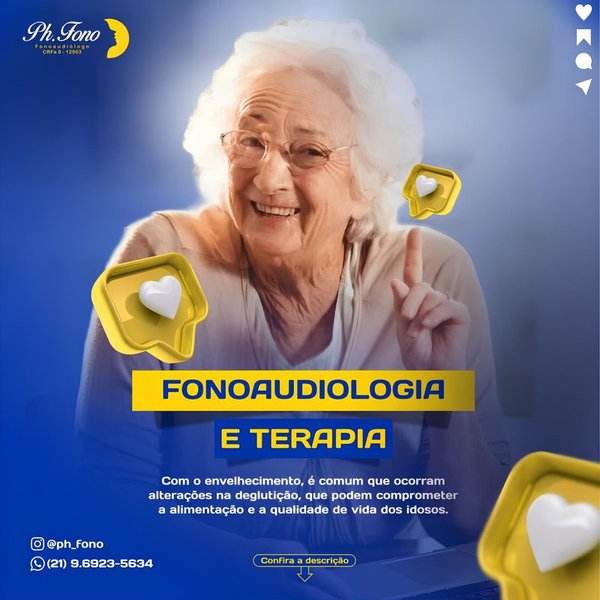 Ph. Fono
Fonoaudiólogo
CRFa 8 - 12903
FONOAUDIOLOGIA
E TERAPIA
Com o envelhecimento, é comum que ocorram
alterações na deglutição, que podem comprometer
a alimentação e a qualidade de vida dos idosos.
@ph_fono
(21) 9.6923-5634
Confira a descrição